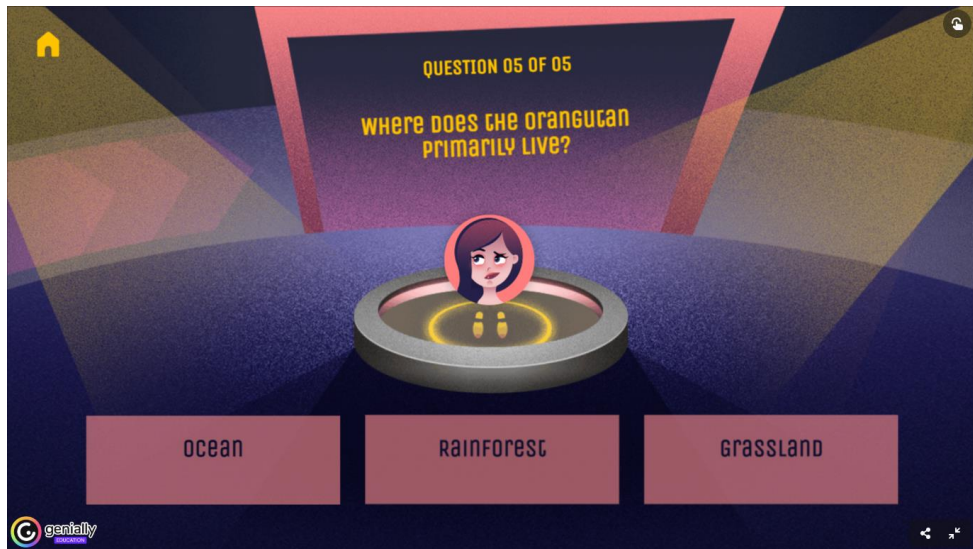 QUESTION 05 OF 05
Where does the orangutan
primarily live?
Ocean
Rainforest
Grassland
genially
EDUCATION